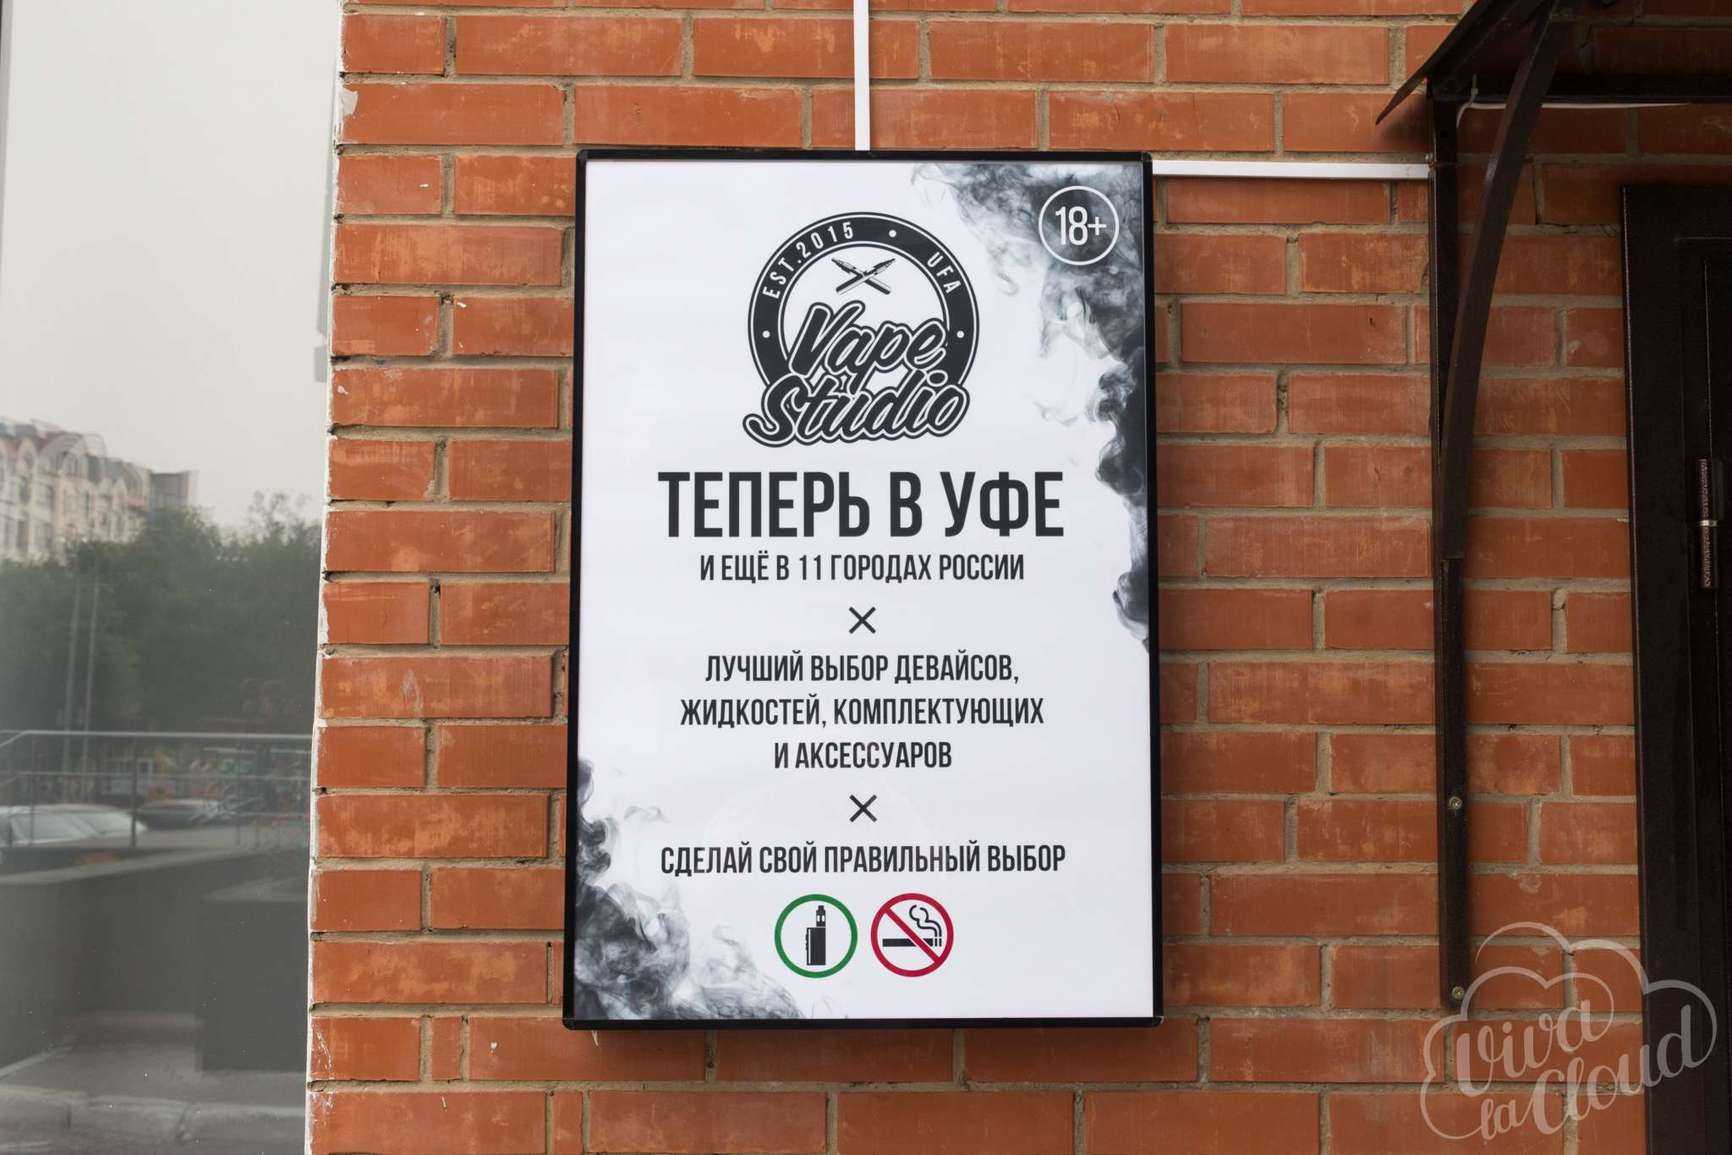 18+
EST.2015 • UFA
Vape
Studio
ТЕПЕРЬ В УФЕ
И ЕЩЁ В 11 ГОРОДАХ РОССИИ
ЛУЧШИЙ ВЫБОР ДЕВАЙСОВ,
ЖИДКОСТЕЙ, КОМПЛЕКТУЮЩИХ
И АКСЕССУАРОВ
СДЕЛАЙ СВОЙ ПРАВИЛЬНЫЙ ВЫБОР
Viva
la Cloud